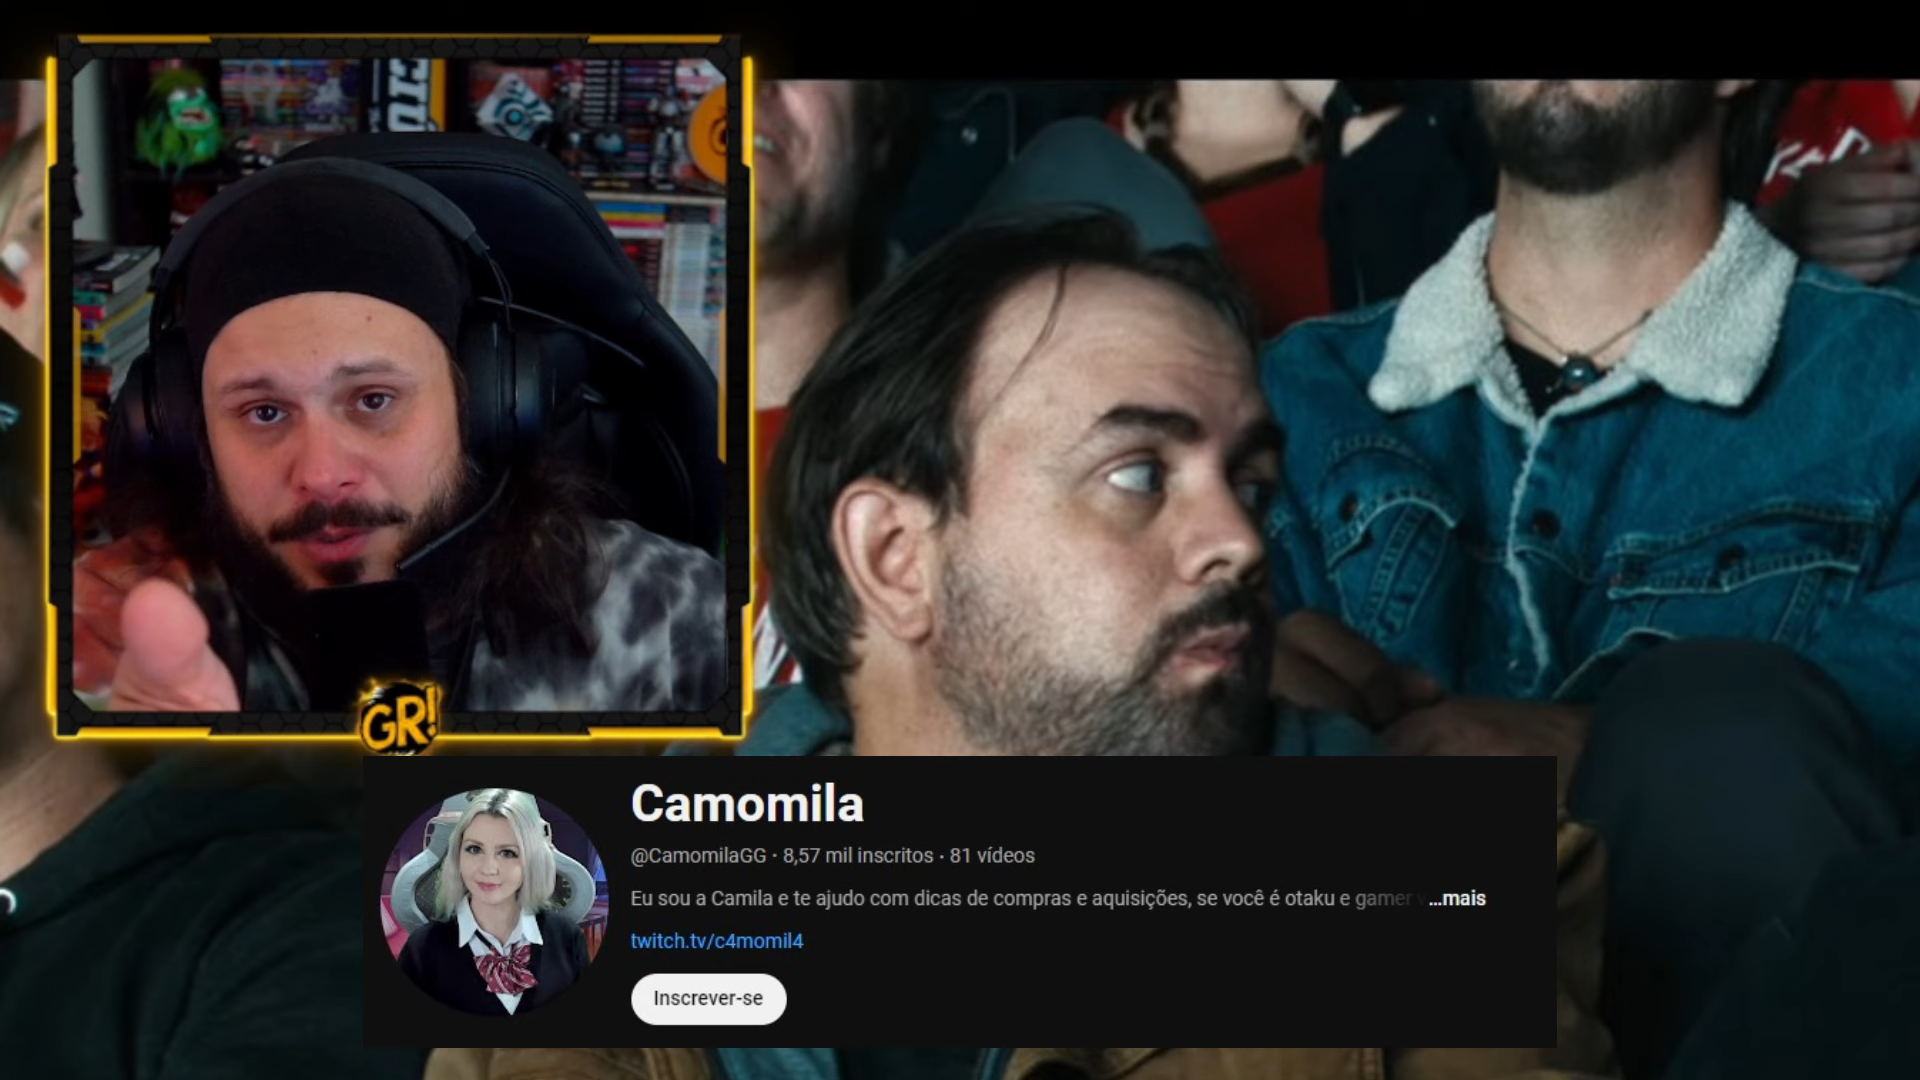 GR!
Camomila
@CamomilaGG · 8,57 mil inscritos · 81 vídeos
Eu sou a Camila e te ajudo com dicas de compras e aquisições, se você é otaku e gamer v ...mais
twitch.tv/c4momil4
Inscrever-se